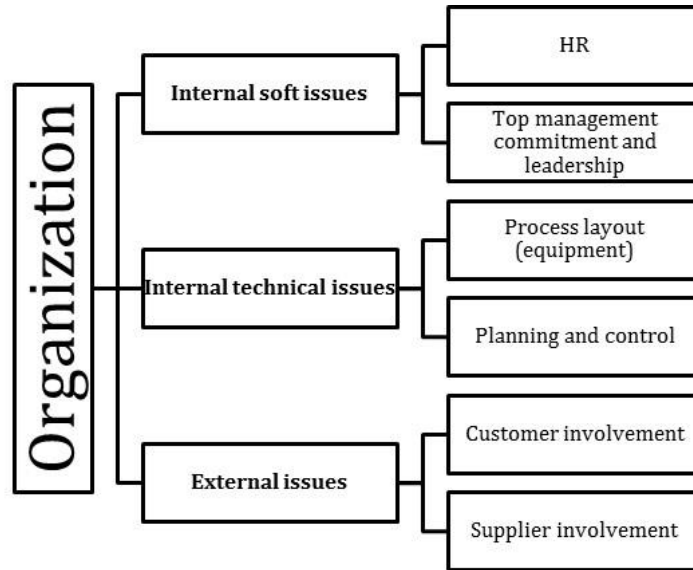 Organization
Internal soft issues
HR
Top management
commitment and
leadership
Internal technical issues
Process layout
(equipment)
Planning and control
External issues
Customer involvement
Supplier involvement